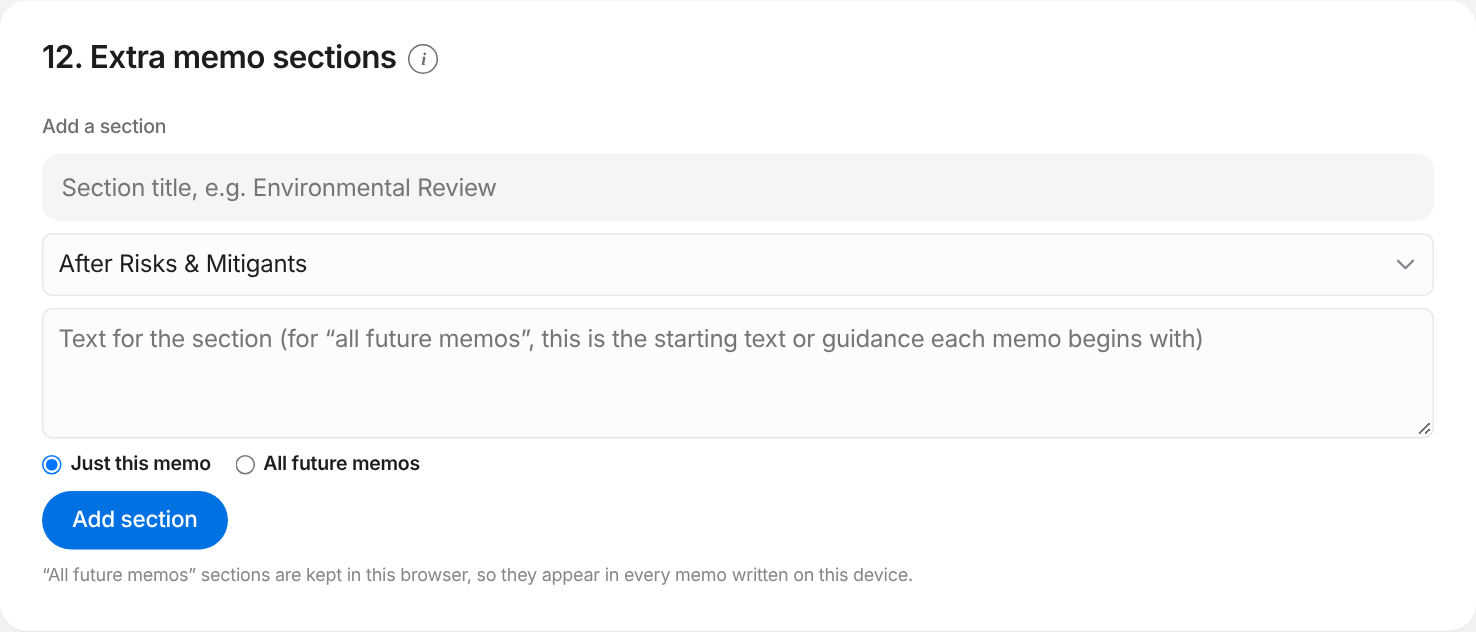 12. Extra memo sections i
Add a section
Section title, e.g. Environmental Review
After Risks & Mitigants
Text for the section (for “all future memos”, this is the starting text or guidance each memo begins with)
Just this memo All future memos
Add section
“All future memos” sections are kept in this browser, so they appear in every memo written on this device.